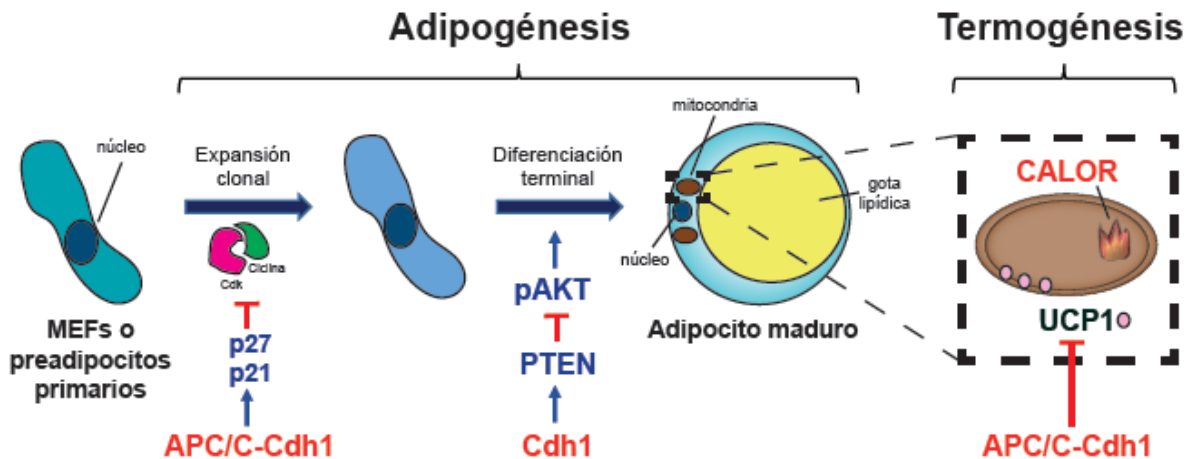 Adipogénesis
Termogénesis
núcleo
Expansión
clonal
Ciclina
Cdk
p27
p21
APC/C-Cdh1
MEFs o
preadipocitos
primarios
Diferenciación
terminal
pAKT
PTEN
Cdh1
mitocondria
gota
lipídica
núcleo
Adipocito maduro
CALOR
UCP1
APC/C-Cdh1